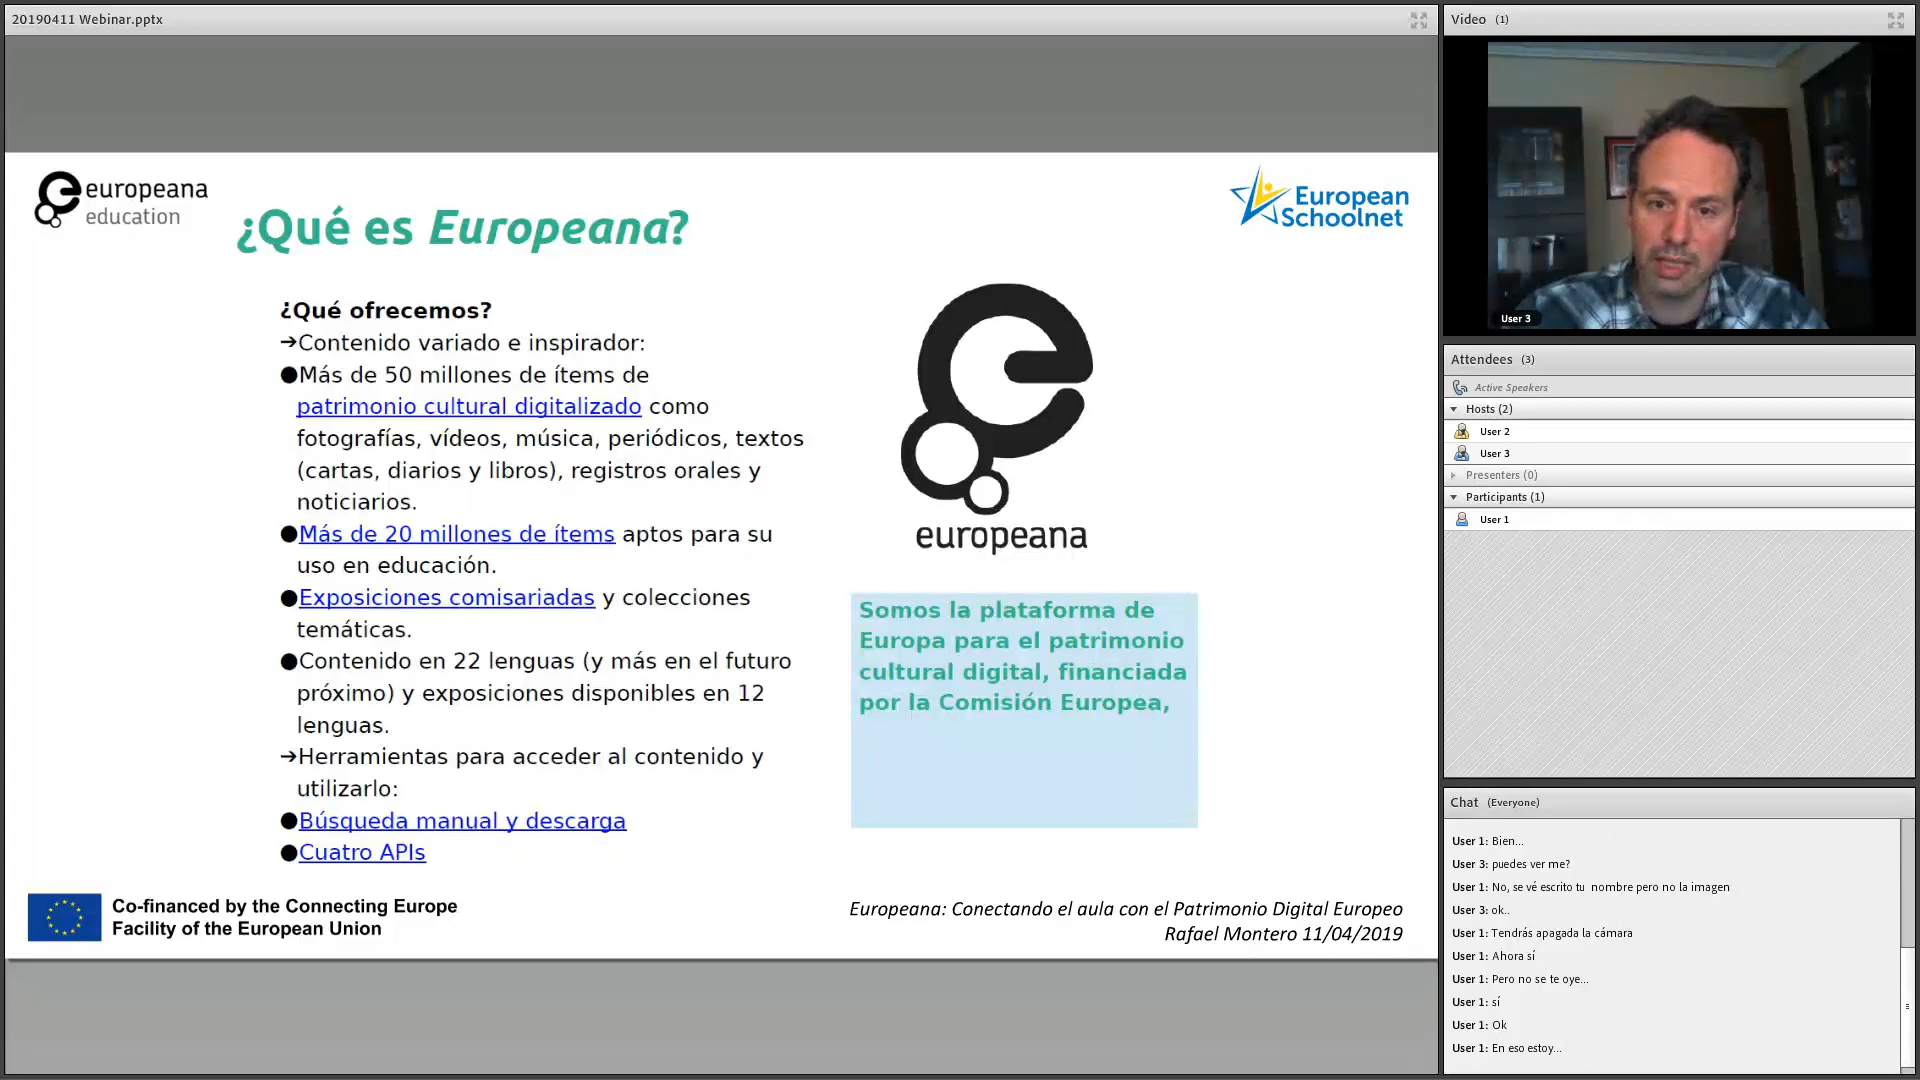 20190411 Webinar.pptx
europeana
education
¿Qué es Europeana?
European
Schoolnet
¿Qué ofrecemos?
➔Contenido variado e inspirador:
●Más de 50 millones de ítems de
patrimonio cultural digitalizado como
fotografías, vídeos, música, periódicos, textos
(cartas, diarios y libros), registros orales y
noticiarios.
●Más de 20 millones de ítems aptos para su
uso en educación.
●Exposiciones comisariadas y colecciones
temáticas.
●Contenido en 22 lenguas (y más en el futuro
próximo) y exposiciones disponibles en 12
lenguas.
➔Herramientas para acceder al contenido y
utilizarlo:
●Búsqueda manual y descarga
●Cuatro APIs
europeana
Somos la plataforma de
Europa para el patrimonio
cultural digital, financiada
por la Comisión Europea,
Co-financed by the Connecting Europe
Facility of the European Union
Europeana: Conectando el aula con el Patrimonio Digital Europeo
Rafael Montero 11/04/2019
Video (1)
User 3
Attendees (3)
Active Speakers
Hosts (2)
User 2
User 3
Presenters (0)
Participants (1)
User 1
Chat (Everyone)
User 1: Bien...
User 3: puedes ver me?
User 1: No, se vé escrito tu nombre pero no la imagen
User 3: ok..
User 1: Tendrás apagada la cámara
User 1: Ahora sí
User 1: Pero no se te oye...
User 1: sí
User 1: Ok
User 1: En eso estoy...